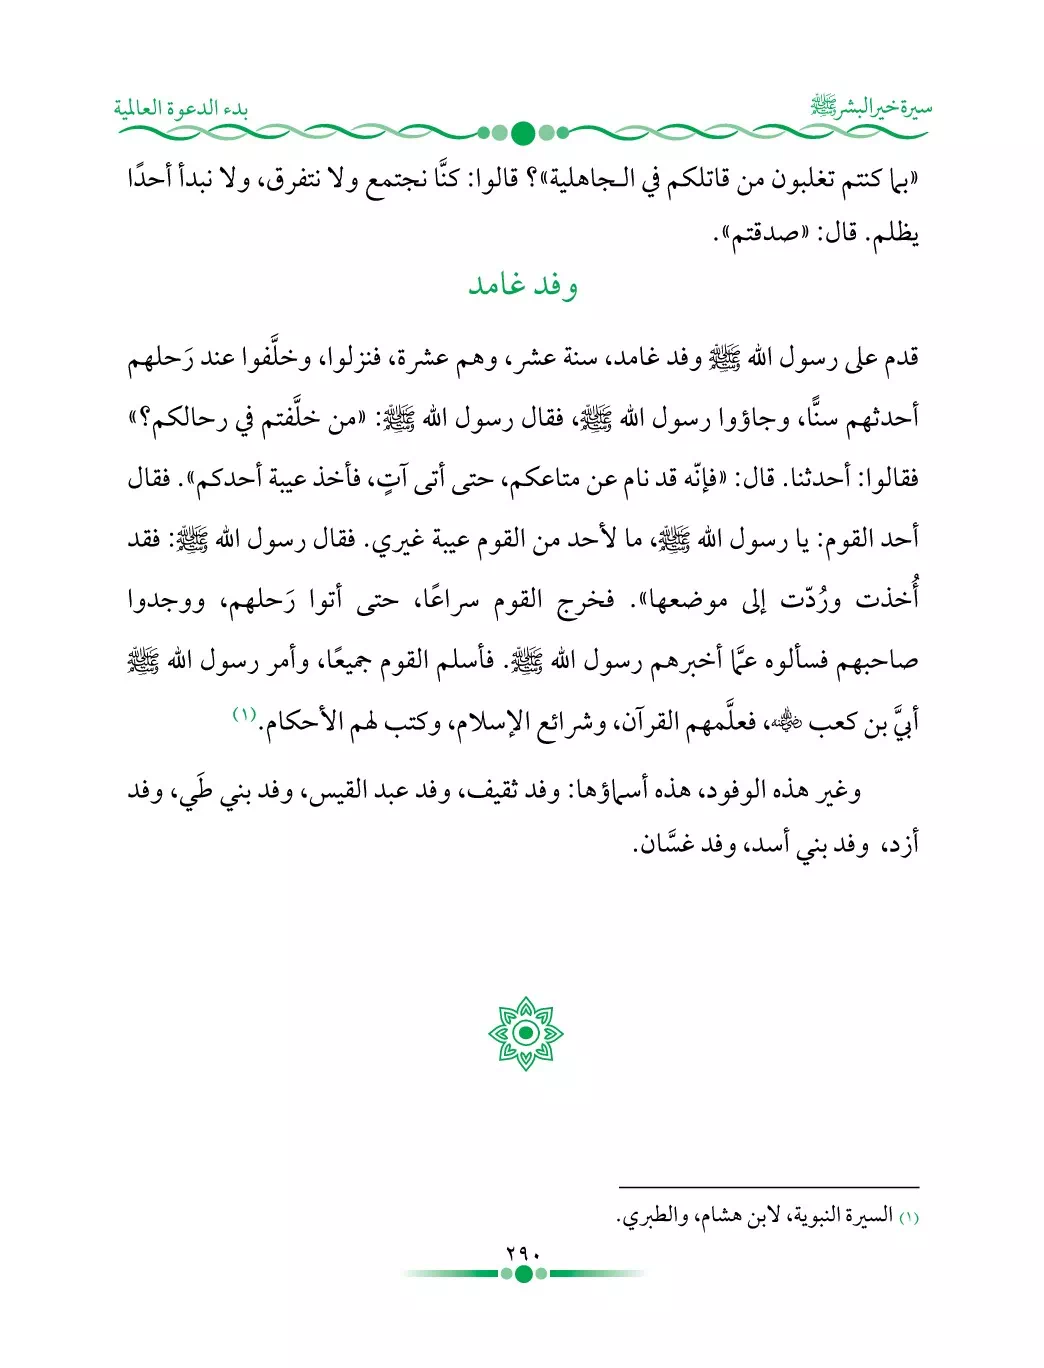 سيرة خير البشر ﷺ
بدء الدعوة العالمية
«بما كنتم تغلبون من قاتلكم في الـجاهلية»؟ قالوا: كنَّا نجتمع ولا نتفرق، ولا نبدأ أحدًا
يظلم. قال: «صدقتم».
وفد غامد
قدم على رسول الله ﷺ وفد غامد، سنة عشر، وهم عشرة، فنزلوا، وخلَّفوا عند رَحلهم
أحدثهم سنًّا، وجاؤوا رسول الله ﷺ، فقال رسول الله ﷺ: «من خلَّفتم في رحالكم؟»
فقالوا: أحدثنا. قال: «فإنّه قد نام عن متاعكم، حتى أتى آتٍ، فأخذ عيبة أحدكم». فقال
أحد القوم: يا رسول الله ﷺ، ما لأحد من القوم عيبة غيري. فقال رسول الله ﷺ: فقد
أُخذت ورُدّت إلى موضعها». فخرج القوم سراعًا، حتى أتوا رَحلهم، ووجدوا
صاحبهم فسألوه عمَّا أخبرهم رسول الله ﷺ. فأسلم القوم جميعًا، وأمر رسول الله ﷺ
أبيَّ بن كعب رضي الله عنه، فعلَّمهم القرآن، وشرائع الإسلام، وكتب لهم الأحكام.(١)
وغير هذه الوفود، هذه أسماؤها: وفد ثقيف، وفد عبد القيس، وفد بني طَي، وفد
أزد، وفد بني أسد، وفد غسَّان.
(١) السيرة النبوية، لابن هشام، والطبري.
٢٩٠